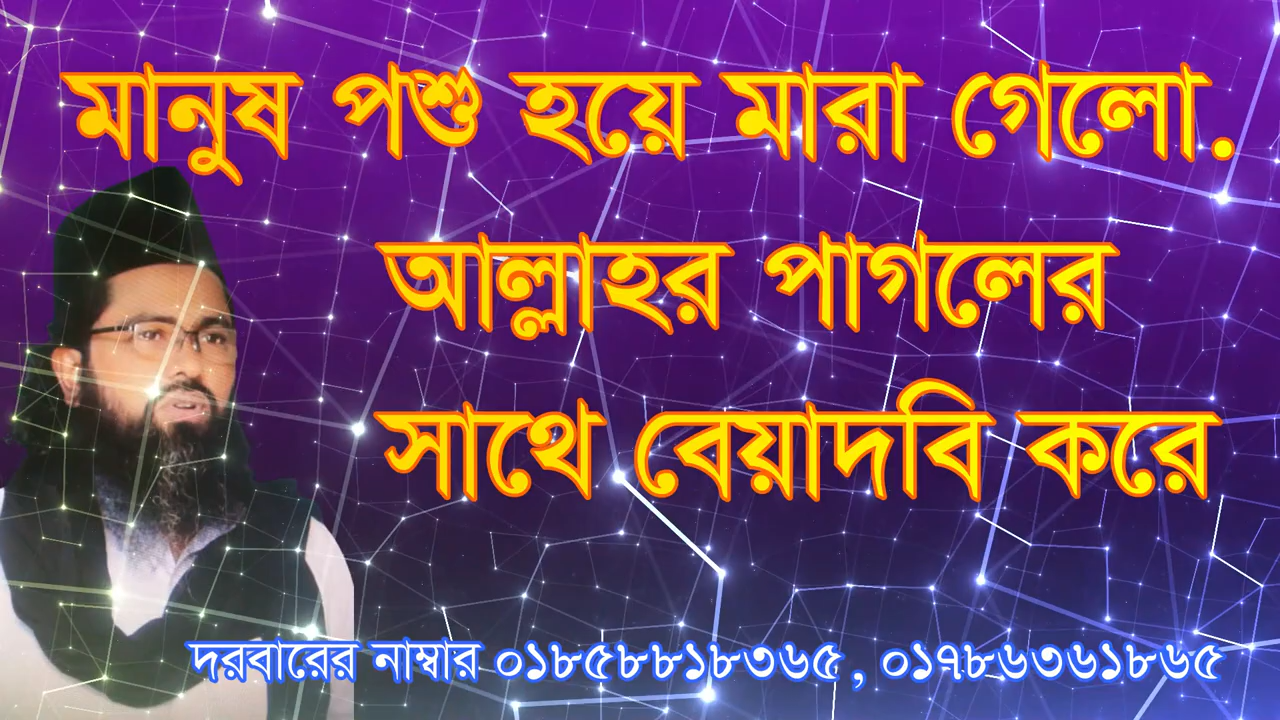 মানুষ পশু হয়ে মারা গেলো.
আল্লাহর পাগলের
সাথে বেয়াদবি করে
দরবারের নাম্বার ০১৮৫৮৮১৮৩৬৫, ০১৭৮৬৩৬১৮৬৫